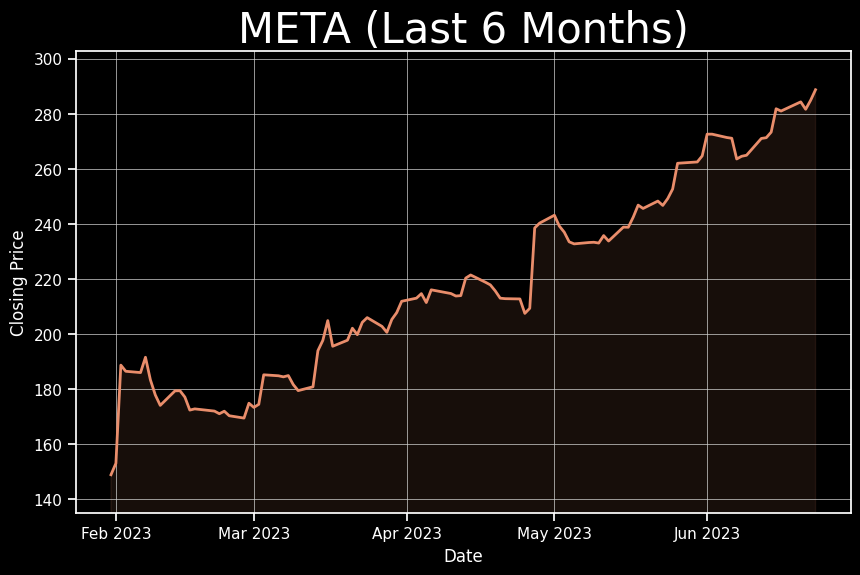 META (Last 6 Months)
300
280
260
240
220
200
180
160
140
Closing Price
Feb 2023
Mar 2023
Apr 2023
May 2023
Jun 2023
Date